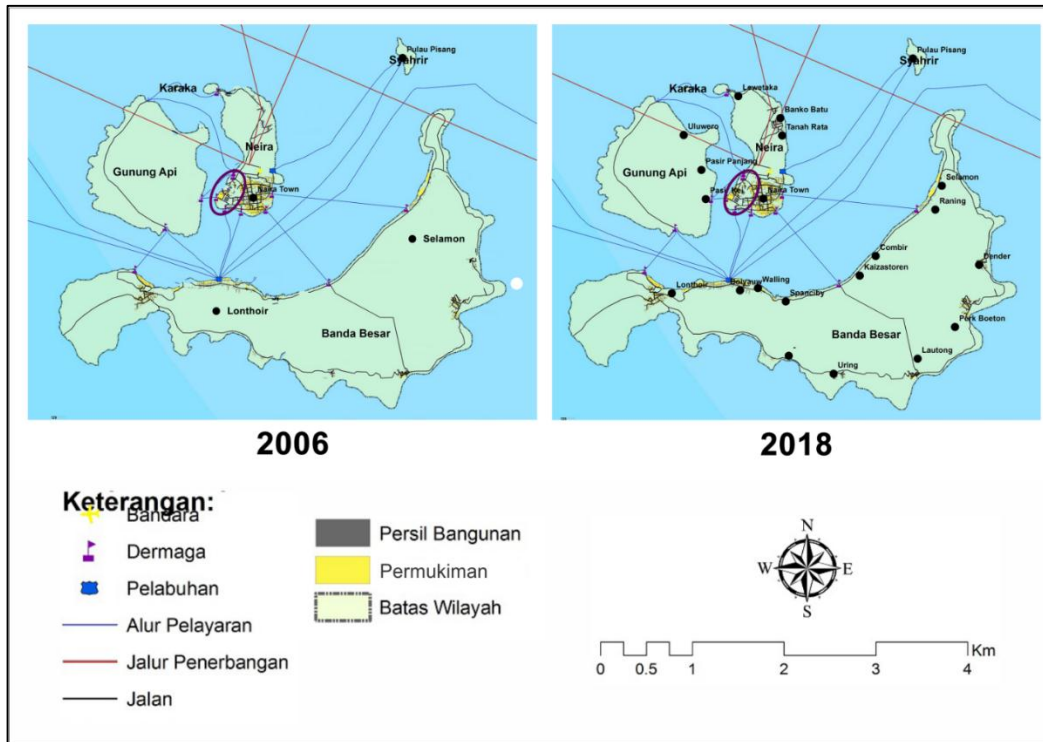 Pulau Pisang
Syahrir
Karaka
Neira
Gunung Api
Naira Town
Selamon
Lonthoir
Banda Besar
2006
Pulau Pisang
Syahrir
Karaka
Lewataka
Banko Batu
Tanah Rata
Uluwero
Neira
Pasir Panjang
Gunung Api
Naira Town
Selamon
Raning
Combir
Dender
Kaizastoren
Lonthoir
Walling
Spanciby
Banda Besar
Perk Boeton
Lautong
Uring
2018
Keterangan:
Bandara
Dermaga
Pelabuhan
Alur Pelayaran
Jalur Penerbangan
Jalan
Persil Bangunan
Permukiman
Batas Wilayah
N
W E
S
0 0.5 1 2 3 4 Km